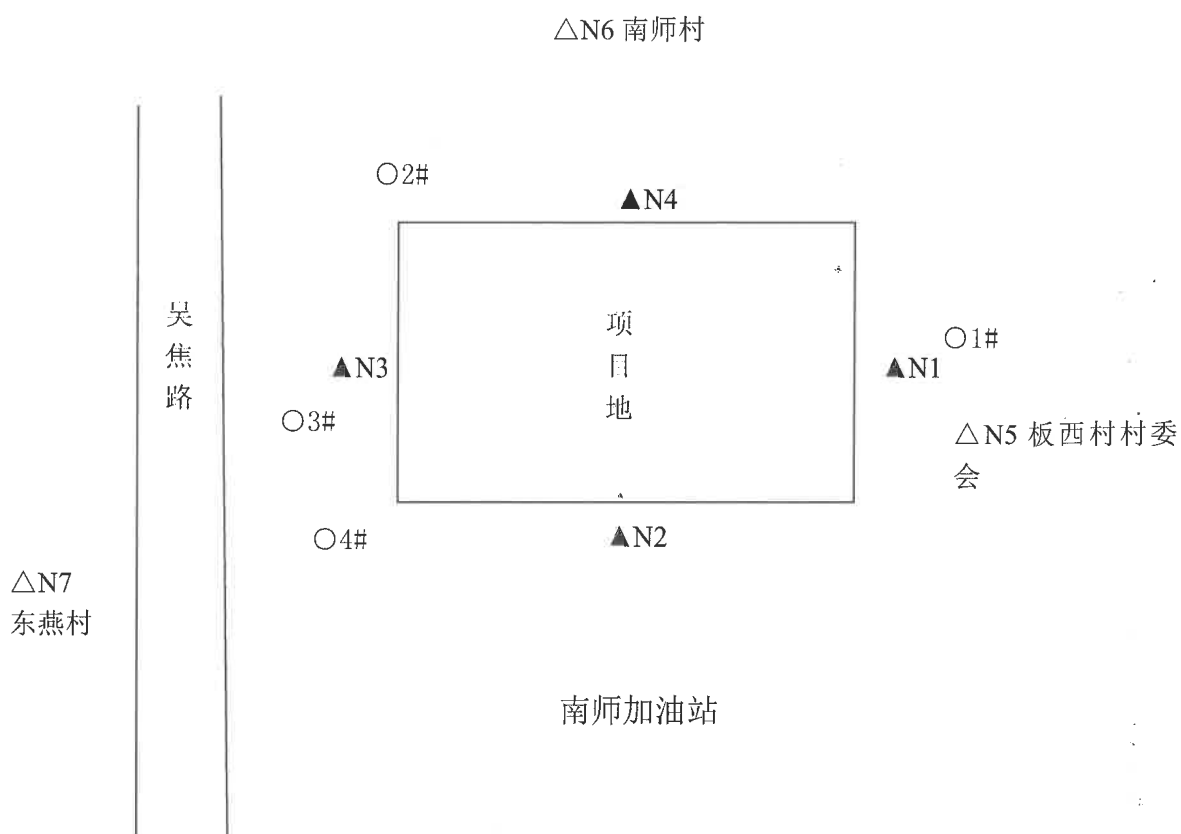 △N6 南师村
○2#
▲N4
吴焦路
项目地
○1#
▲N3
▲N1
○3#
△N5 板西村村委
会
○4#
▲N2
△N7
东燕村
南师加油站